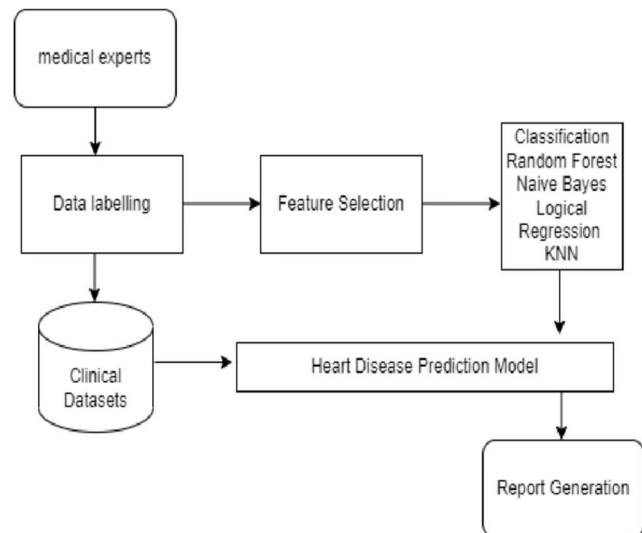 medical experts
Data labelling
Feature Selection
Classification
Random Forest
Naive Bayes
Logical
Regression
KNN
Clinical
Datasets
Heart Disease Prediction Model
Report Generation